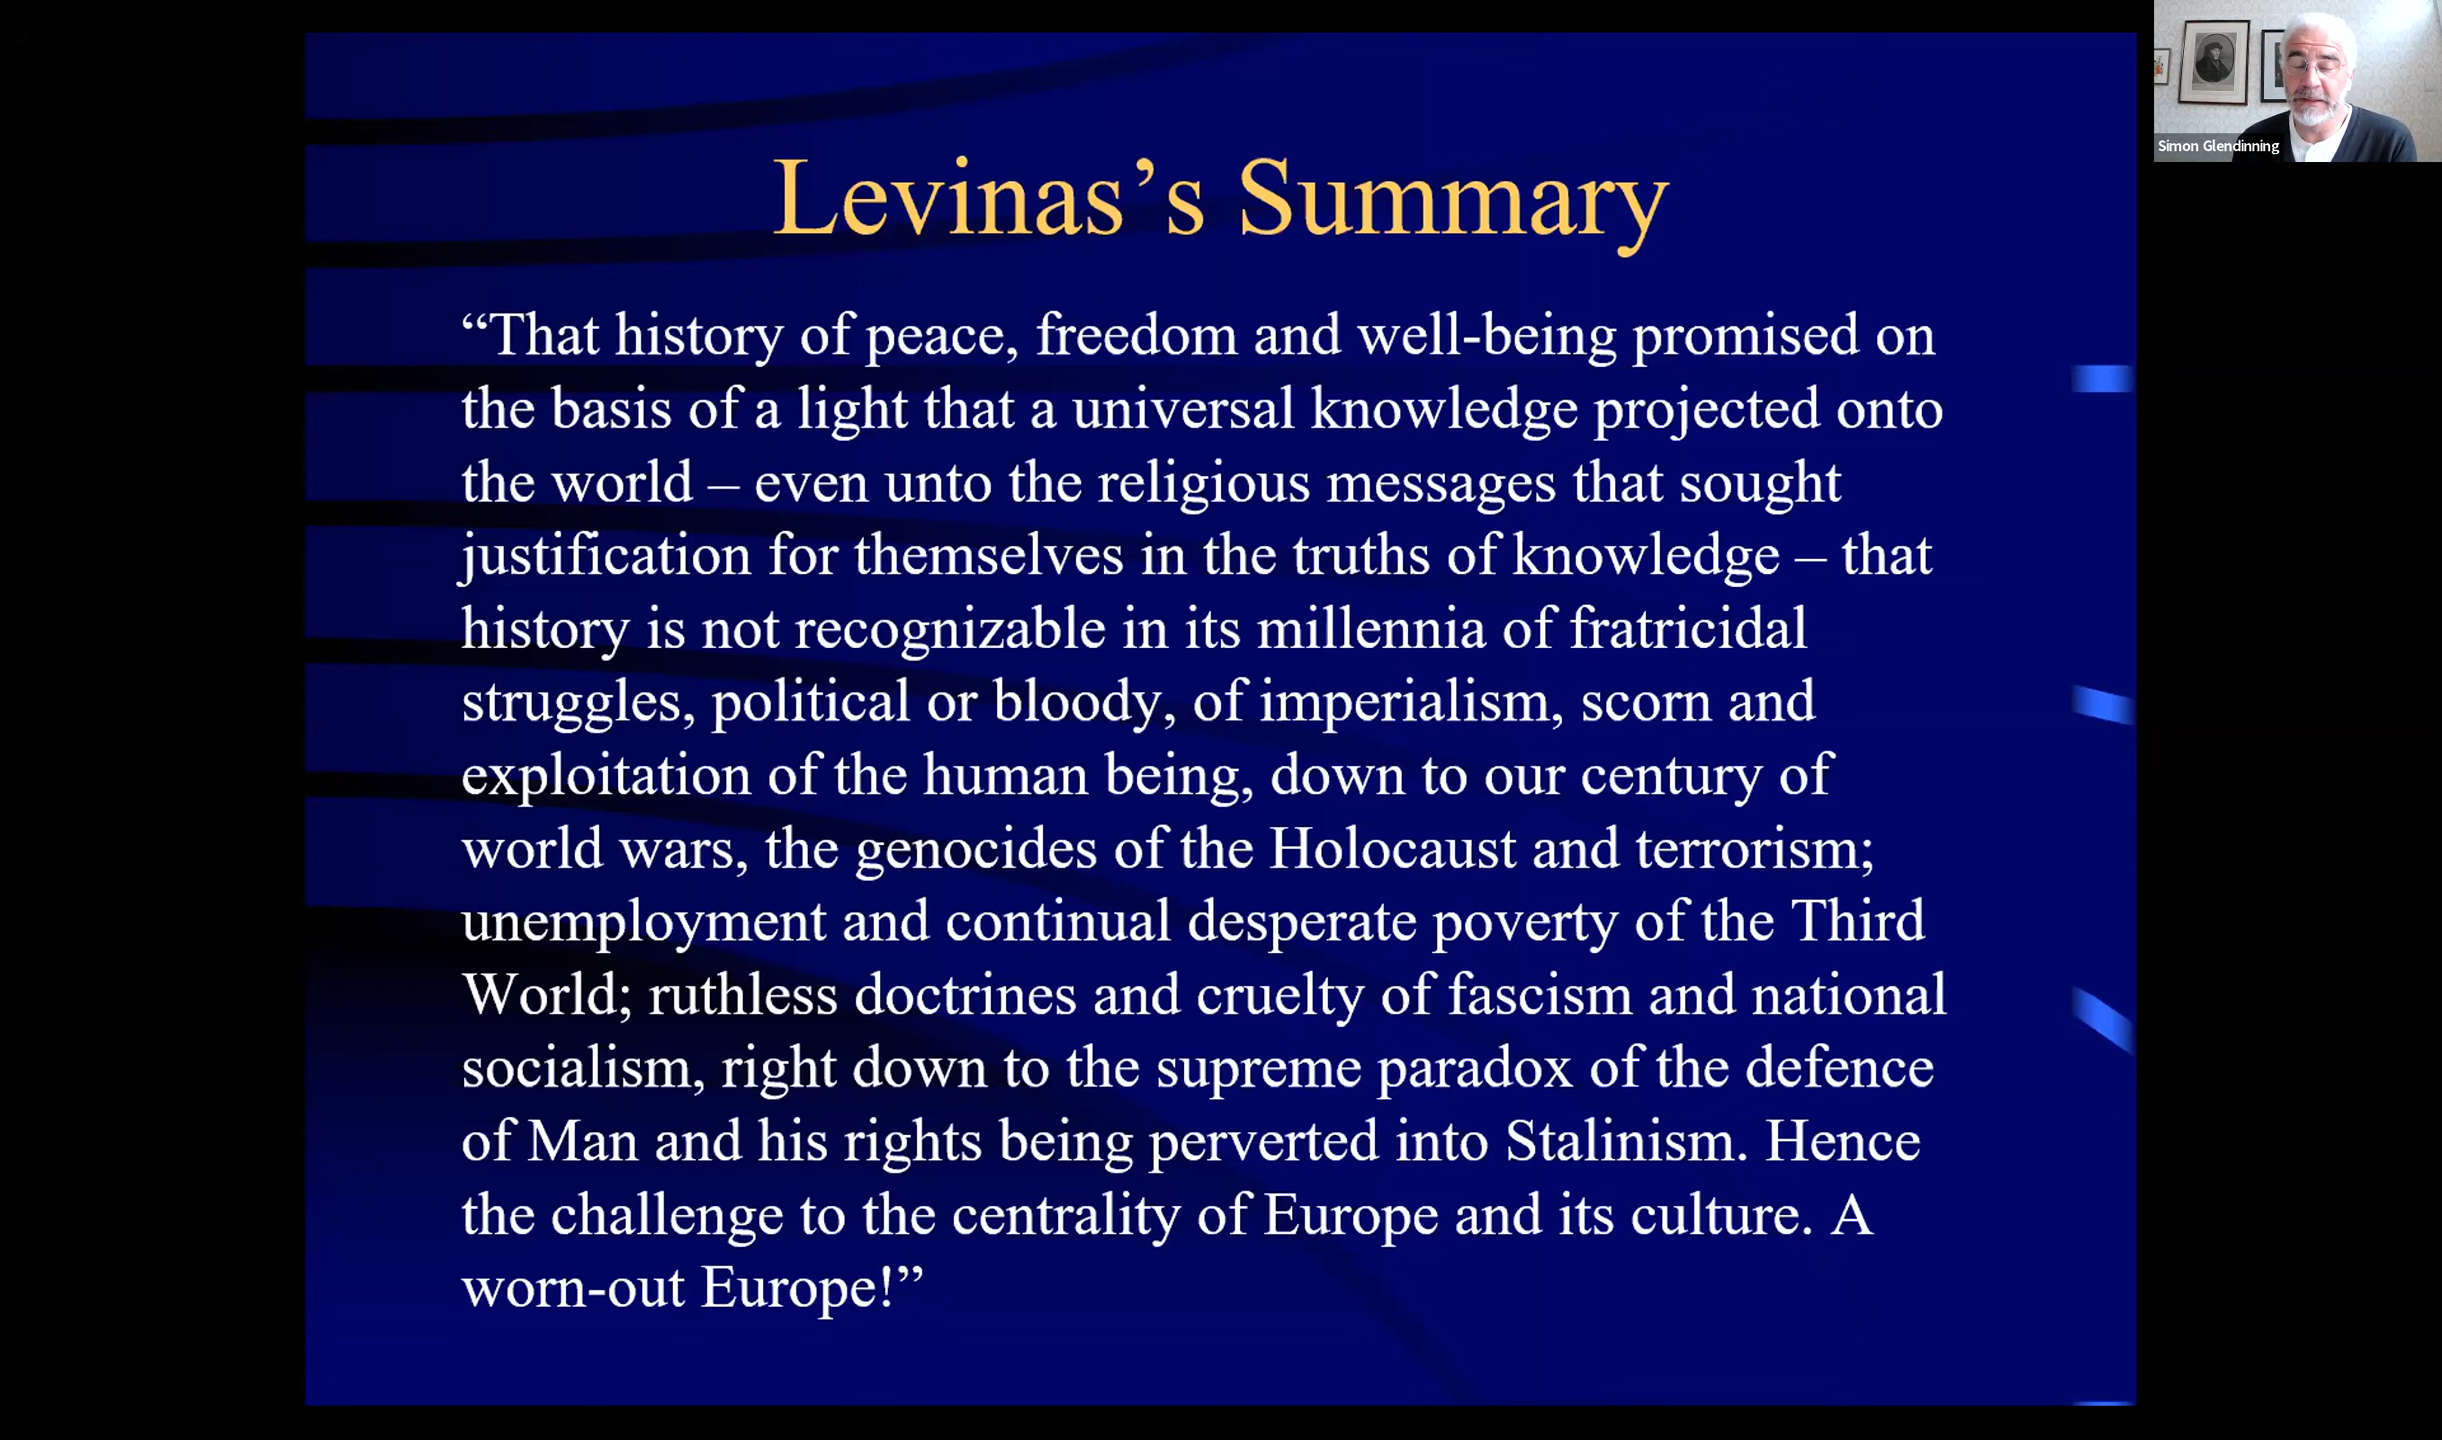 Simon Glendinning
Levinas’s Summary
“That history of peace, freedom and well-being promised on
the basis of a light that a universal knowledge projected onto
the world – even unto the religious messages that sought
justification for themselves in the truths of knowledge – that
history is not recognizable in its millennia of fratricidal
struggles, political or bloody, of imperialism, scorn and
exploitation of the human being, down to our century of
world wars, the genocides of the Holocaust and terrorism;
unemployment and continual desperate poverty of the Third
World; ruthless doctrines and cruelty of fascism and national
socialism, right down to the supreme paradox of the defence
of Man and his rights being perverted into Stalinism. Hence
the challenge to the centrality of Europe and its culture. A
worn-out Europe!”